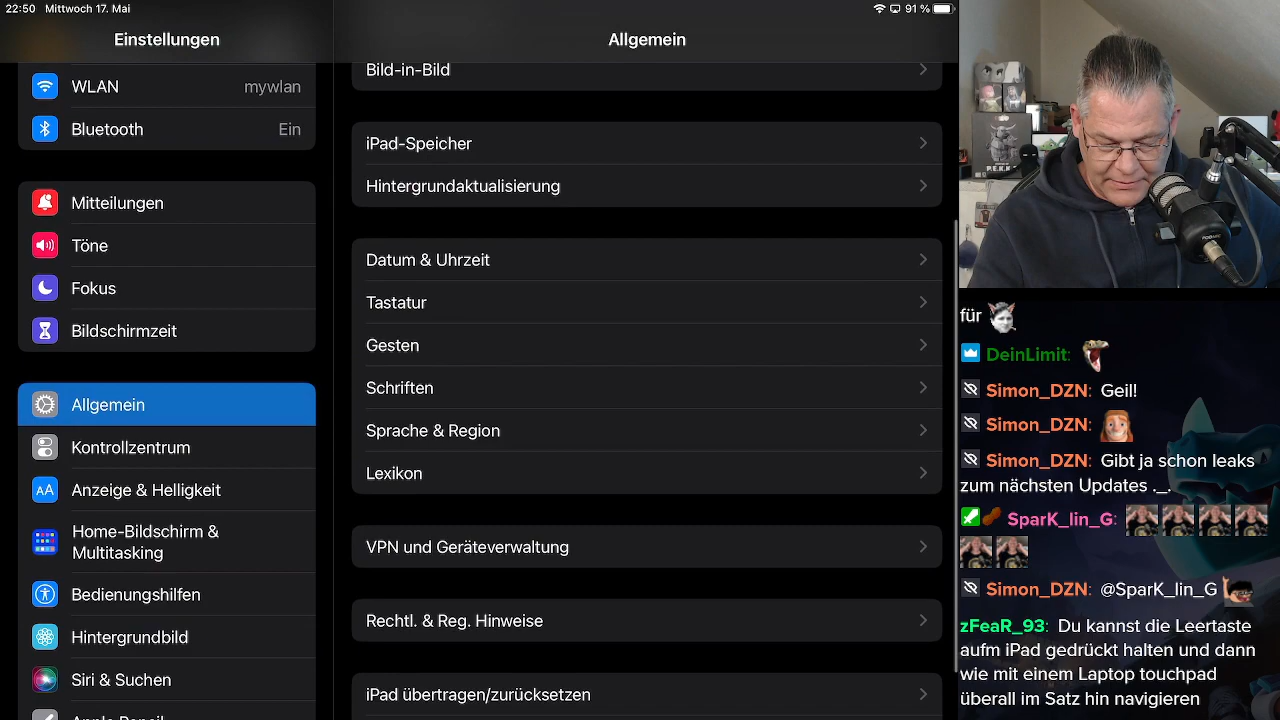 22:50 Mittwoch 17. Mai
91 %
Einstellungen
WLAN mywlan
Bluetooth Ein
Mitteilungen
Töne
Fokus
Bildschirmzeit
Allgemein
Kontrollzentrum
AA Anzeige & Helligkeit
Home-Bildschirm &
Multitasking
Bedienungshilfen
Hintergrundbild
Siri & Suchen
Apple Pencil
Allgemein
Bild-in-Bild
iPad-Speicher
Hintergrundaktualisierung
Datum & Uhrzeit
Tastatur
Gesten
Schriften
Sprache & Region
Lexikon
VPN und Geräteverwaltung
Rechtl. & Reg. Hinweise
iPad übertragen/zurücksetzen
für
DeinLimit:
Simon_DZN: Geil!
Simon_DZN:
Simon_DZN: Gibt ja schon leaks
zum nächsten Updates ._.
SparK_lin_G:
Simon_DZN: @SparK_lin_G
zFeaR_93: Du kannst die Leertaste
aufm iPad gedrückt halten und dann
wie mit einem Laptop touchpad
überall im Satz hin navigieren